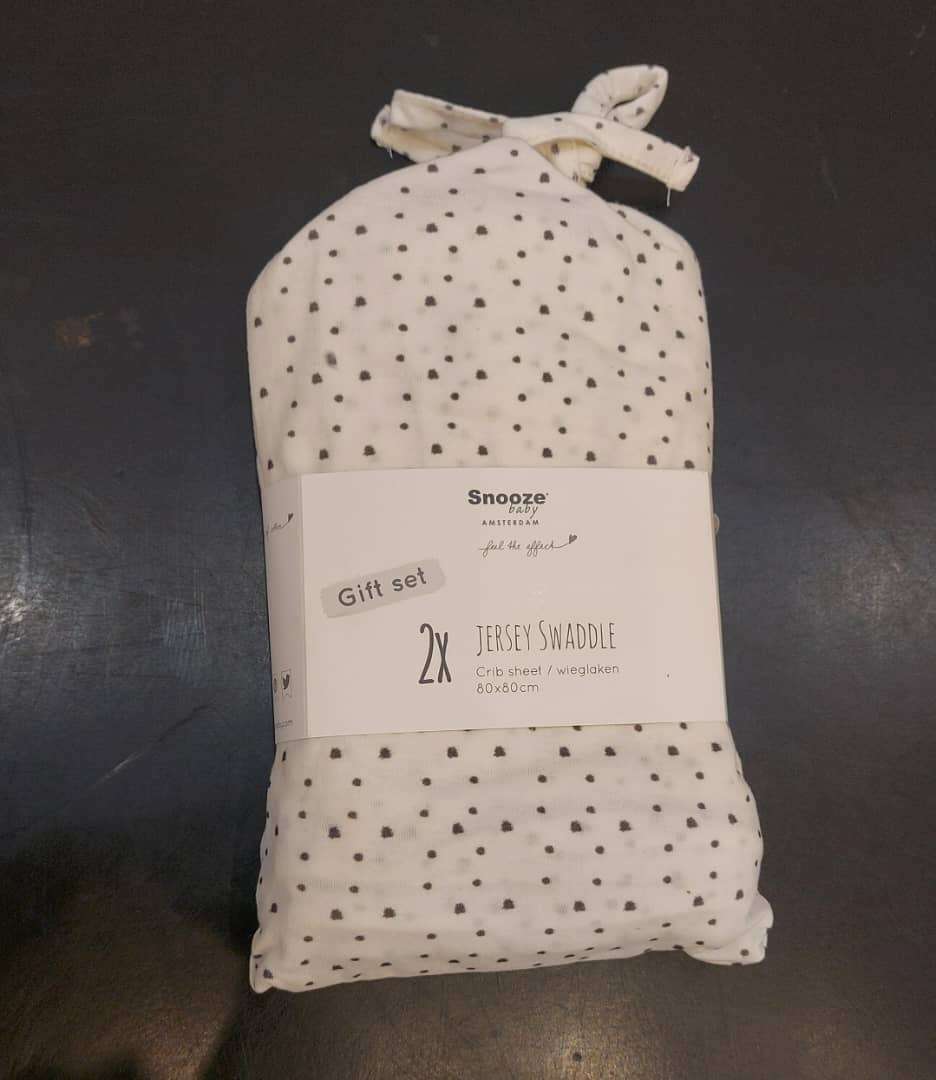 Snooze
baby
AMSTERDAM
feel the effect
Gift set
2x
JERSEY SWADDLE
Crib sheet / wieglaken
80x80cm